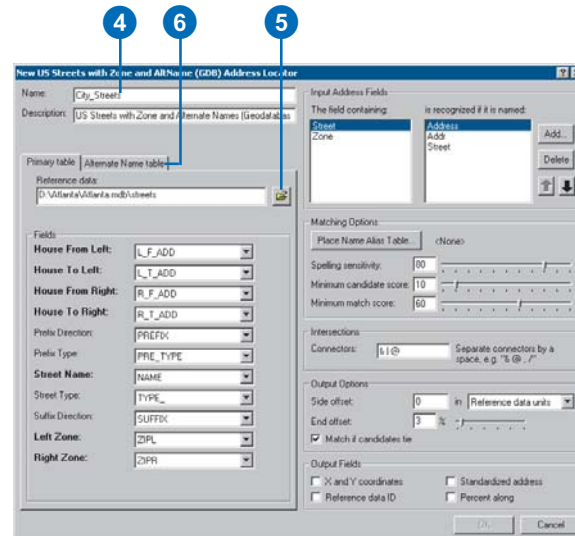 4 6 5
New US Streets with Zone and AltName (GDB) Address Locator
Name: City_Streets
Description: US Streets with Zone and Alternate Names (Geodatabas
Primary table Alternate Name table
Reference data:
D:\Atlanta\Atlanta.mdb\streets
Fields
House From Left: L_F_ADD
House To Left: L_T_ADD
House From Right: R_F_ADD
House To Right: R_T_ADD
Prefix Direction: PREFIX
Prefix Type: PRE_TYPE
Street Name: NAME
Street Type: TYPE_
Suffix Direction: SUFFIX
Left Zone: ZIPL
Right Zone: ZIPR
Input Address Fields
The field containing: is recognized if it is named:
Street Address
Zone Addr
Street
Add...
Delete
Matching Options
Place Name Alias Table... <None>
Spelling sensitivity: 80
Minimum candidate score: 10
Minimum match score: 60
Intersections
Connectors: & | @ Separate connectors by a
space, e.g. "& @ , /"
Output Options
Side offset: 0 in Reference data units
End offset: 3 %
Match if candidates tie
Output Fields
X and Y coordinates Standardized address
Reference data ID Percent along
OK Cancel